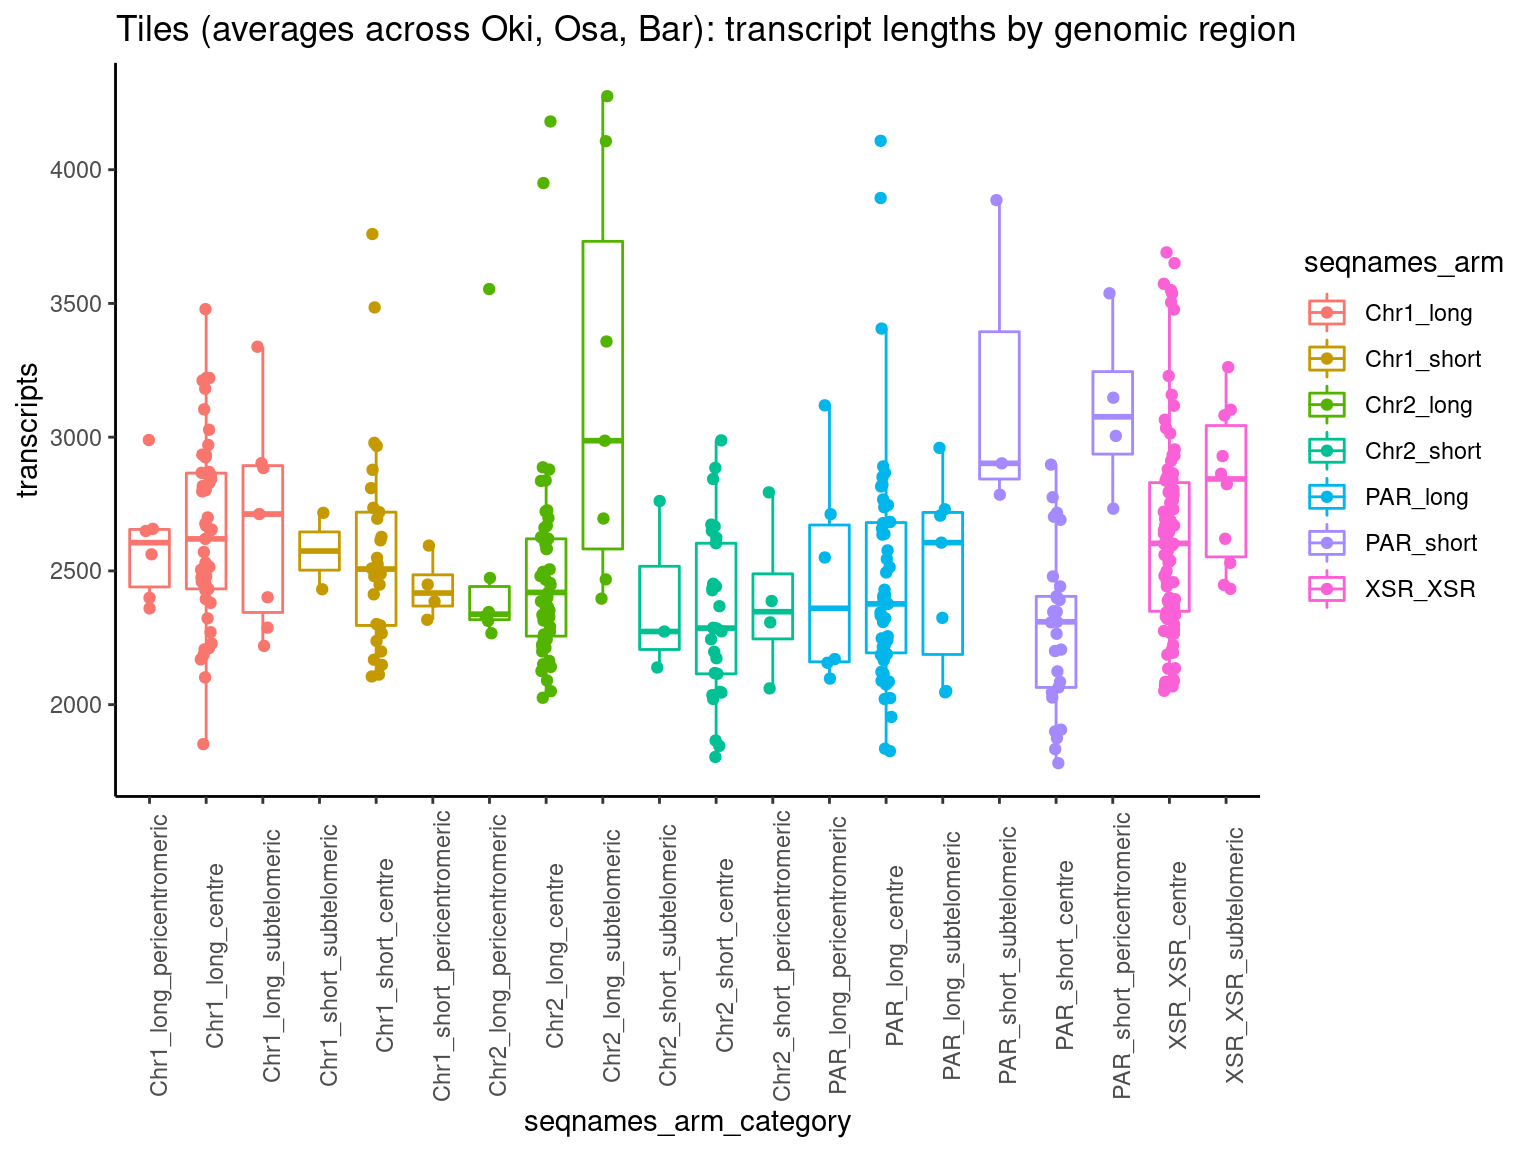 Tiles (averages across Oki, Osa, Bar): transcript lengths by genomic region
transcripts
4000
3500
3000
2500
2000
Chr1_long_pericentromeric
Chr1_long_centre
Chr1_long_subtelomeric
Chr1_short_subtelomeric
Chr1_short_centre
Chr1_short_pericentromeric
Chr2_long_pericentromeric
Chr2_long_centre
Chr2_long_subtelomeric
Chr2_short_subtelomeric
Chr2_short_centre
Chr2_short_pericentromeric
PAR_long_pericentromeric
PAR_long_centre
PAR_long_subtelomeric
PAR_short_subtelomeric
PAR_short_centre
PAR_short_pericentromeric
XSR_XSR_centre
XSR_XSR_subtelomeric
seqnames_arm_category
seqnames_arm
Chr1_long
Chr1_short
Chr2_long
Chr2_short
PAR_long
PAR_short
XSR_XSR